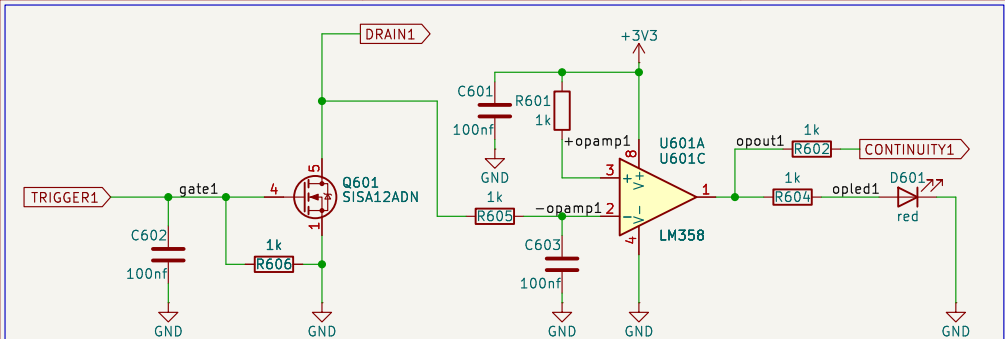 DRAIN1
+3V3
C601
100nf
GND
R601
1k
+opamp1
U601A
U601C
8
V+
3
+
1
2
-
V-
4
LM358
GND
opout1
1k
R602
CONTINUITY1
1k
R604
opled1
D601
red
GND
TRIGGER1
gate1
4
5
1
Q601
SISA12ADN
C602
100nf
GND
1k
R606
GND
1k
R605
-opamp1
C603
100nf
GND